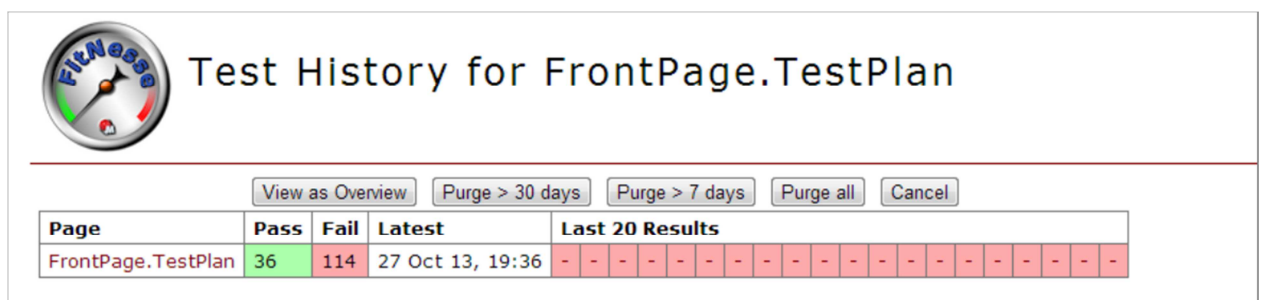 FitNesse
Test History for FrontPage.TestPlan
View as Overview Purge > 30 days Purge > 7 days Purge all Cancel
Page Pass Fail Latest Last 20 Results
FrontPage.TestPlan 36 114 27 Oct 13, 19:36 - - - - - - - - - - - - - - - - - - - -